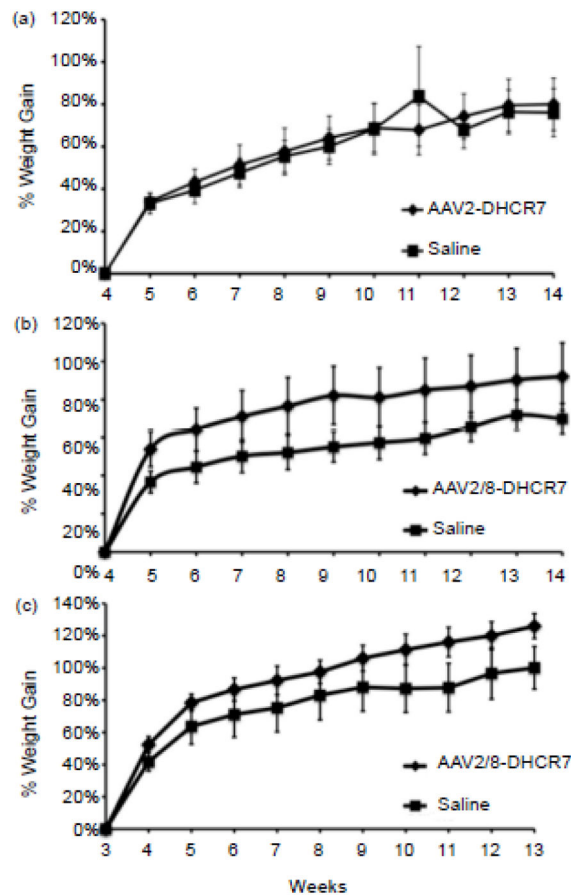 (a)
120%
100%
80%
60%
40%
20%
0%
% Weight Gain
AAV2-DHCR7
Saline
4 5 6 7 8 9 10 11 12 13 14
(b)
120%
100%
80%
60%
40%
20%
0%
% Weight Gain
AAV2/8-DHCR7
Saline
4 5 6 7 8 9 10 11 12 13 14
(c)
140%
120%
100%
80%
60%
40%
20%
0%
% Weight Gain
AAV2/8-DHCR7
Saline
3 4 5 6 7 8 9 10 11 12 13
Weeks